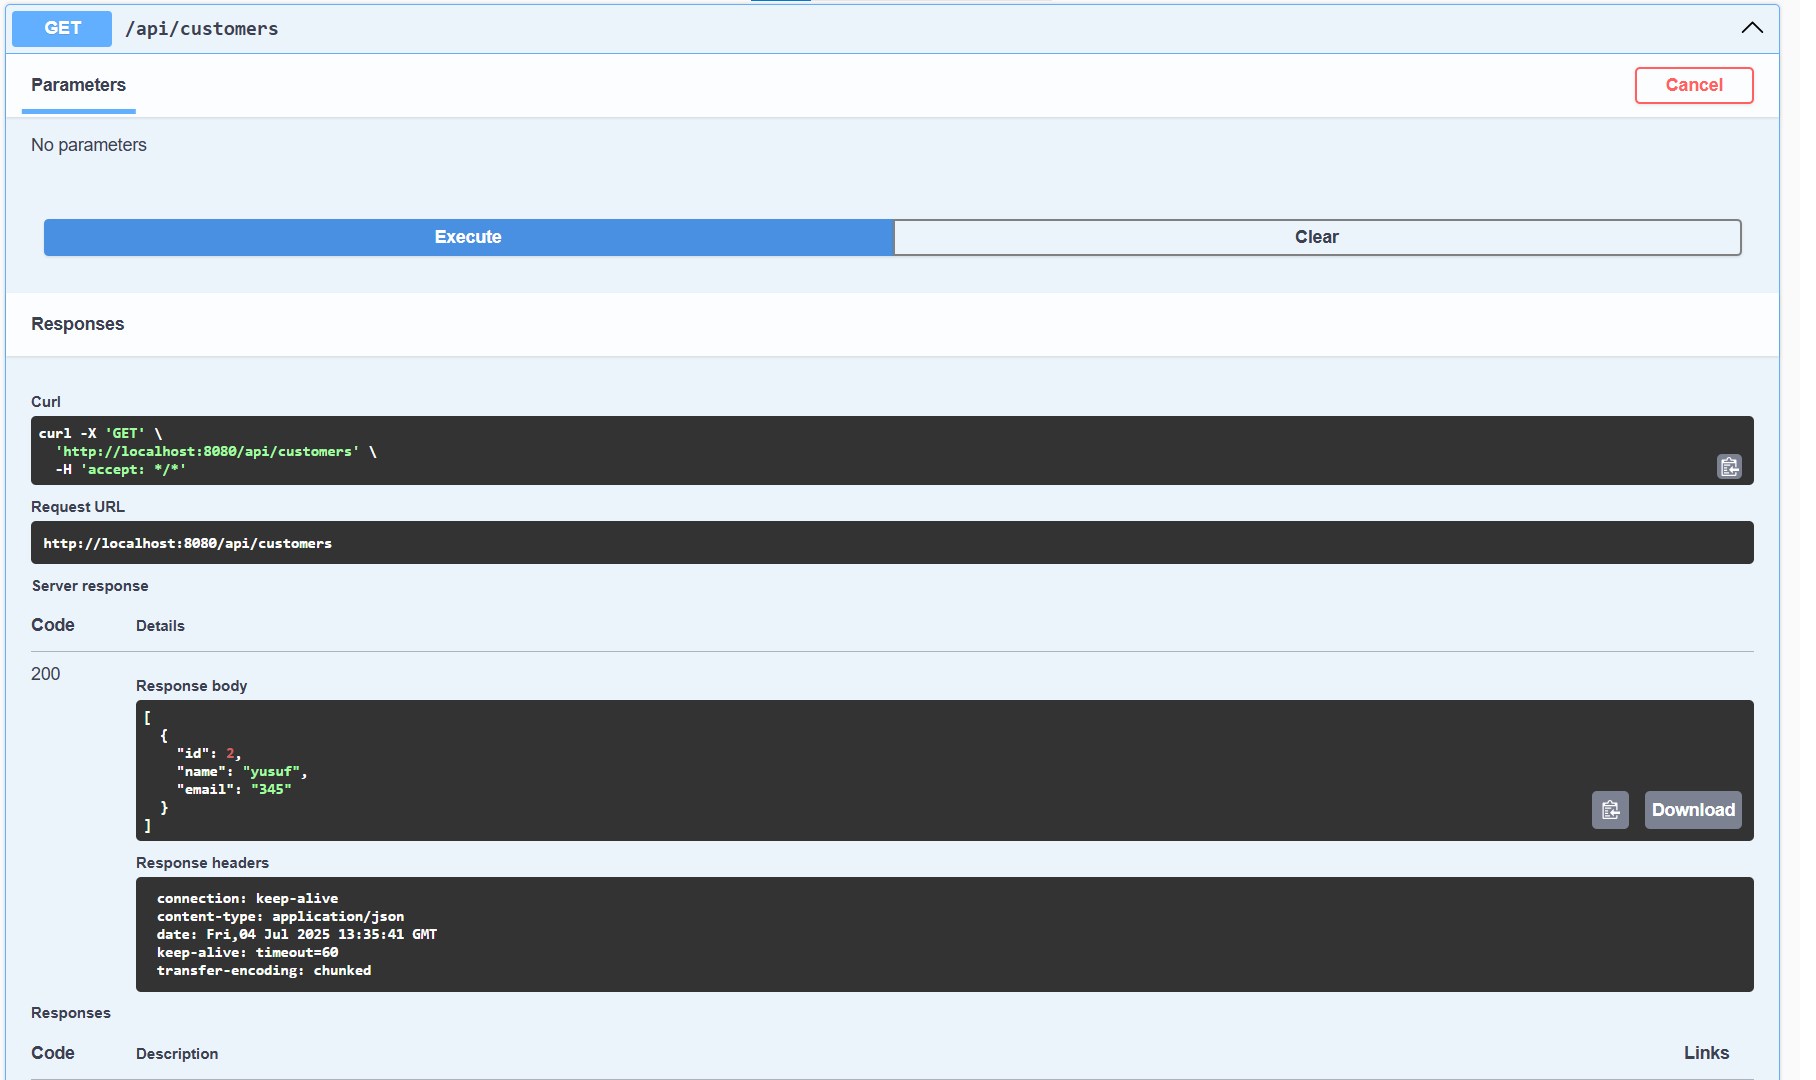 GET /api/customers
Parameters
Cancel
No parameters
Execute
Clear
Responses
Curl
curl -X 'GET' \
  'http://localhost:8080/api/customers' \
  -H 'accept: */*'
Request URL
http://localhost:8080/api/customers
Server response
Code Details
200
Response body
[
  {
    "id": 2,
    "name": "yusuf",
    "email": "345"
  }
]
Download
Response headers
connection: keep-alive
content-type: application/json
date: Fri,04 Jul 2025 13:35:41 GMT
keep-alive: timeout=60
transfer-encoding: chunked
Responses
Code Description Links